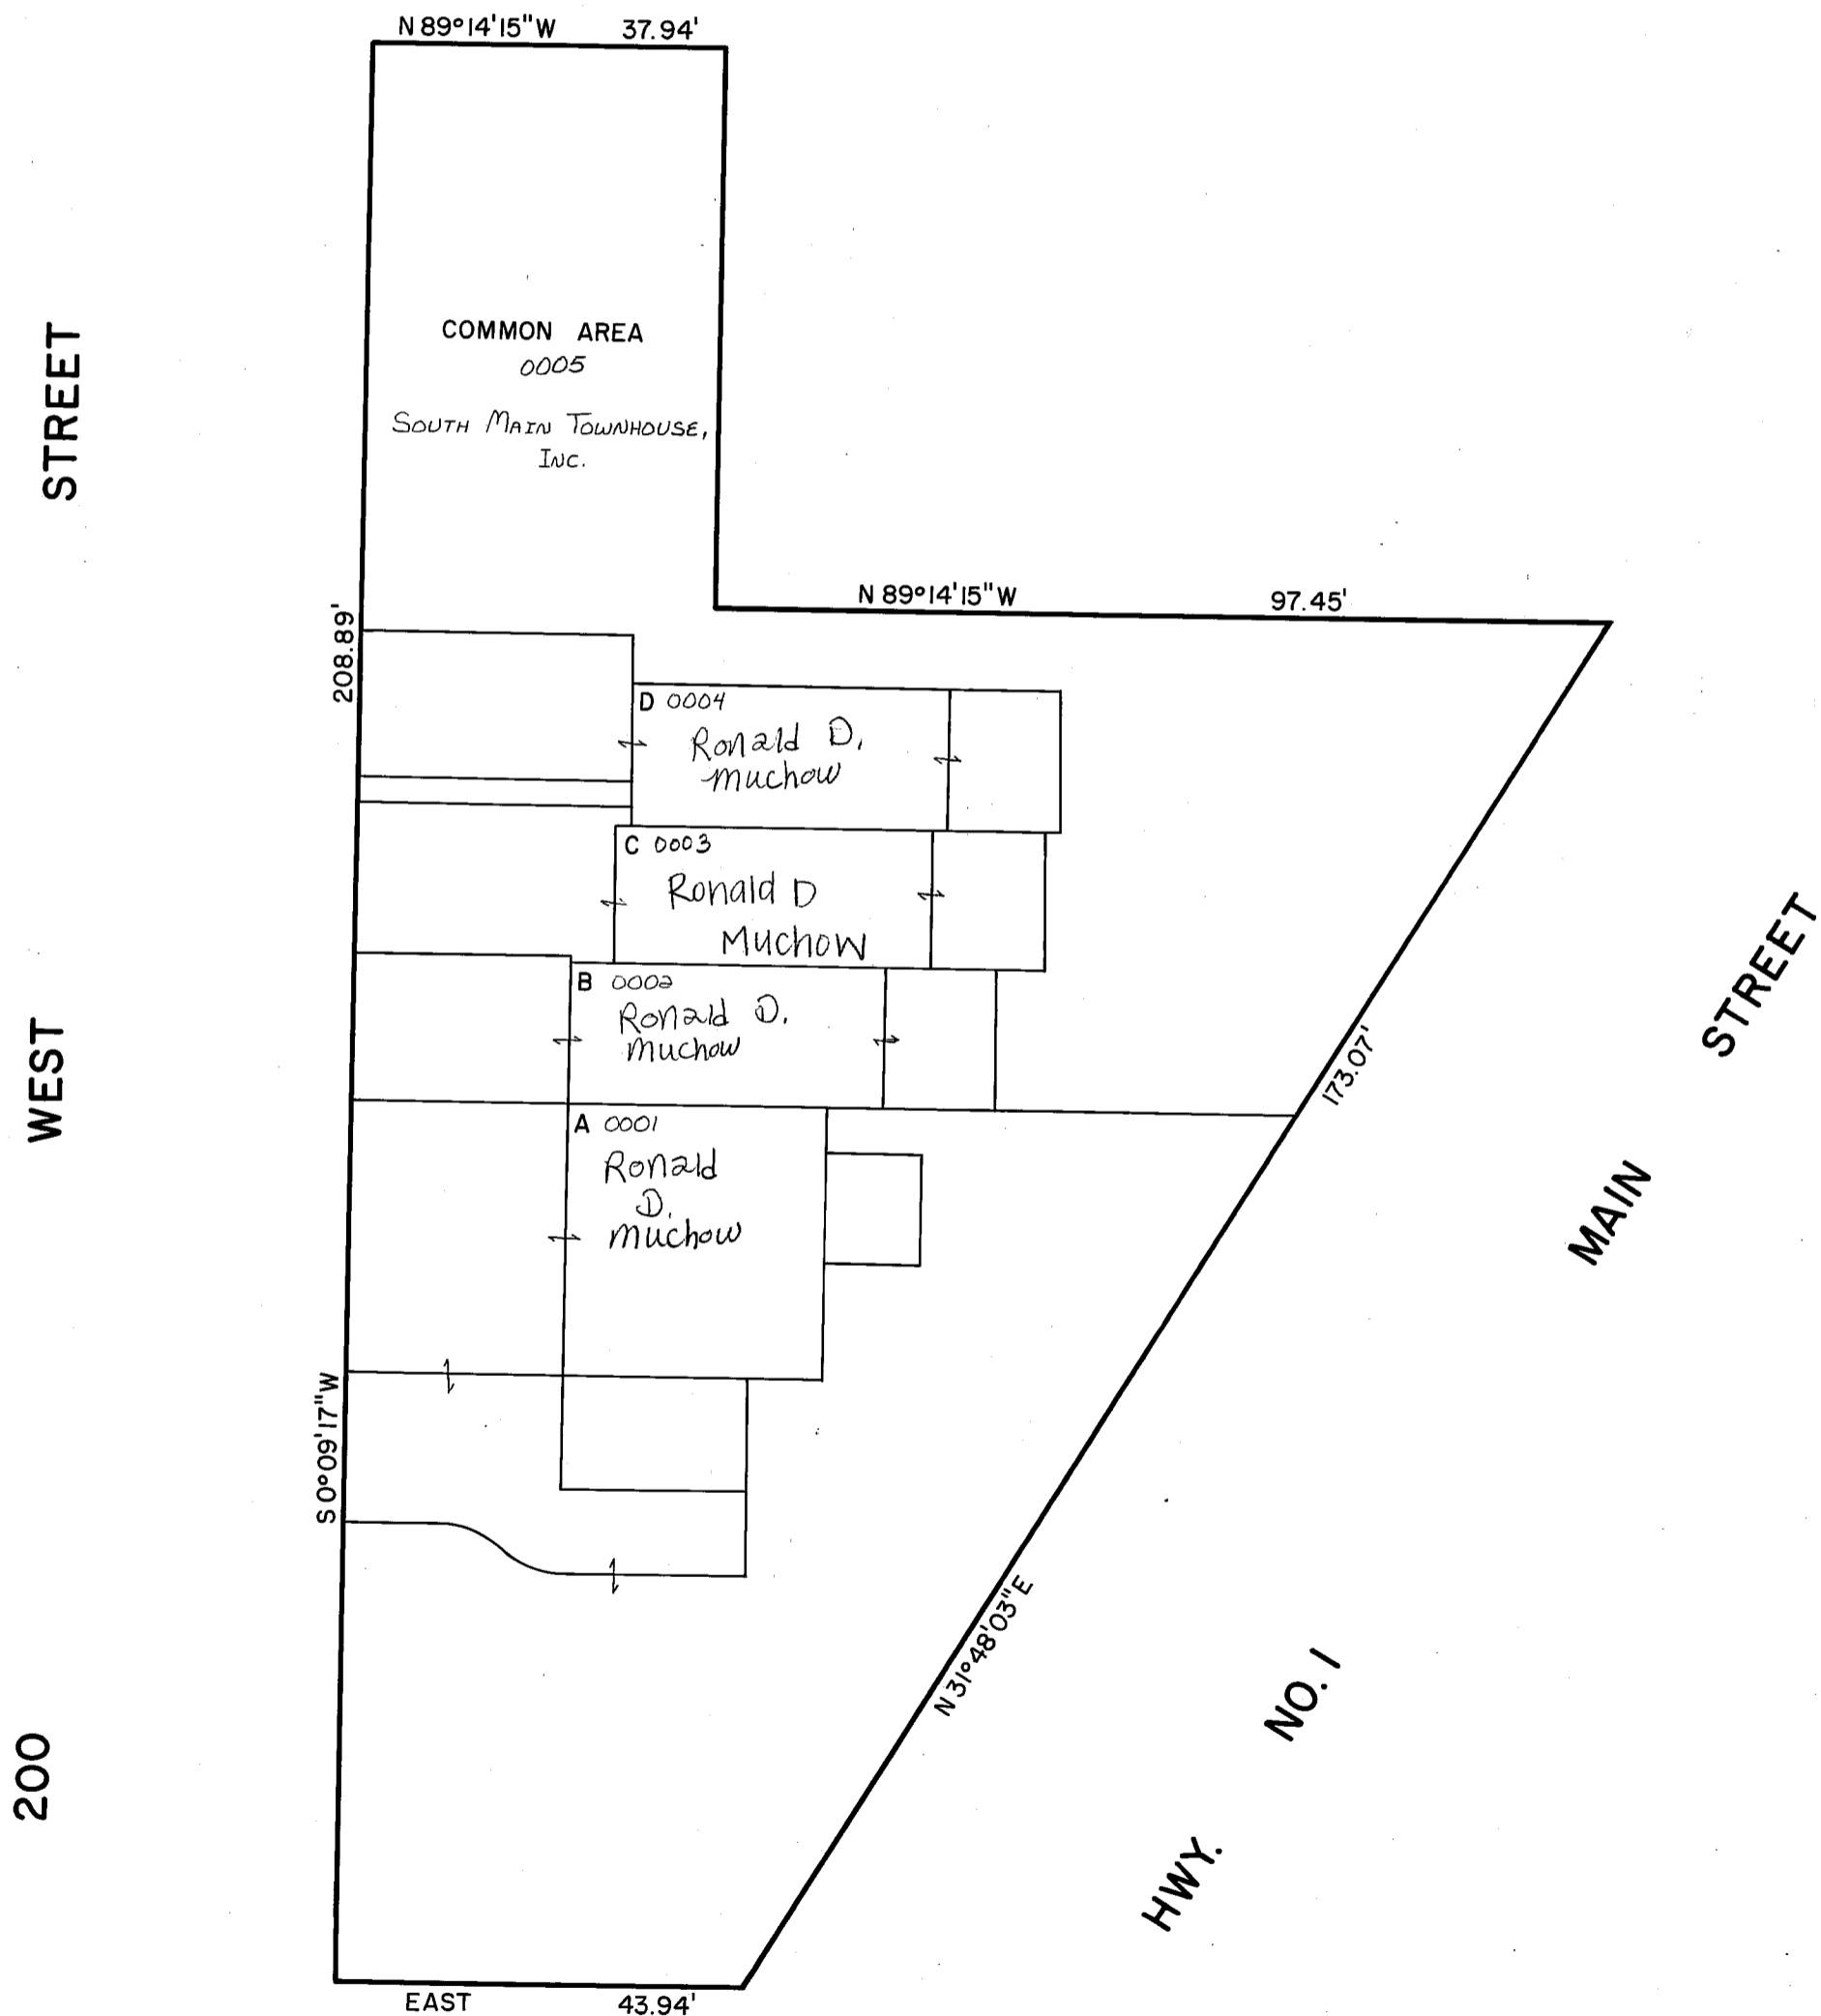 N 89°14'15"W 37.94'
COMMON AREA
0005
SOUTH MAIN TOWNHOUSE,
INC.
N 89°14'15"W 97.45'
208.89'
S 0°09'17"W
D 0004
Ronald D.
Muchow
C 0003
Ronald D
Muchow
B 0002
Ronald D.
Muchow
A 0001
Ronald
D.
Muchow
173.07'
N 31°48'03"E
EAST 43.94'
200 WEST STREET
HWY. NO. 1 MAIN STREET